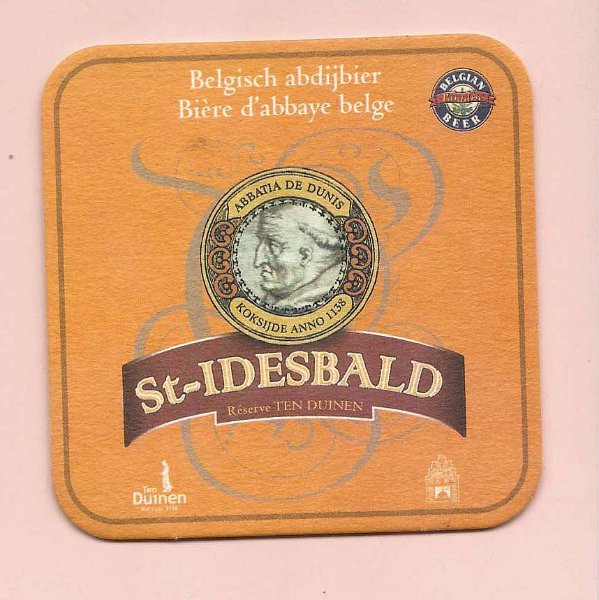 Belgisch abdijbier
Bière d'abbaye belge
BELGIAN
Paradise
BEER
ABBATIA DE DUNIS
KOKSIJDE ANNO 1138
St-IDESBALD
Réserve TEN DUINEN
Ten
Duinen